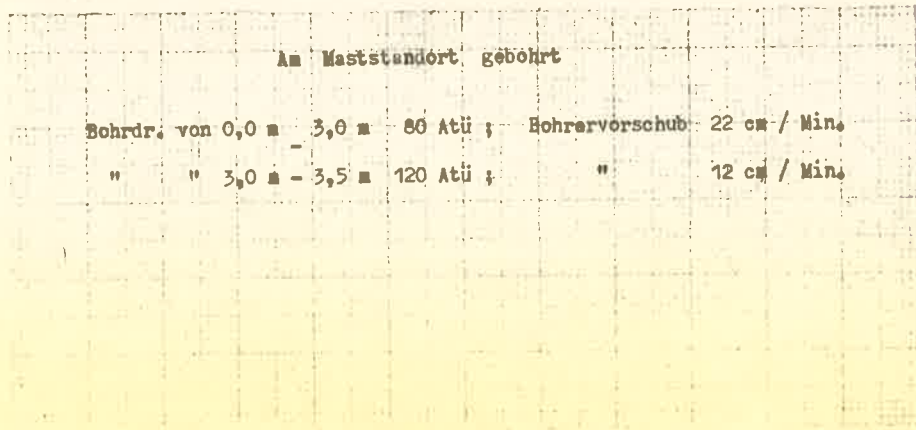 Am Maststandort gebohrt
Bohrdr. von 0,0 m - 3,0 m 80 Atü ; Bohrervorschub 22 cm / Min.
" " 3,0 m - 3,5 m 120 Atü ; " 12 cm / Min.